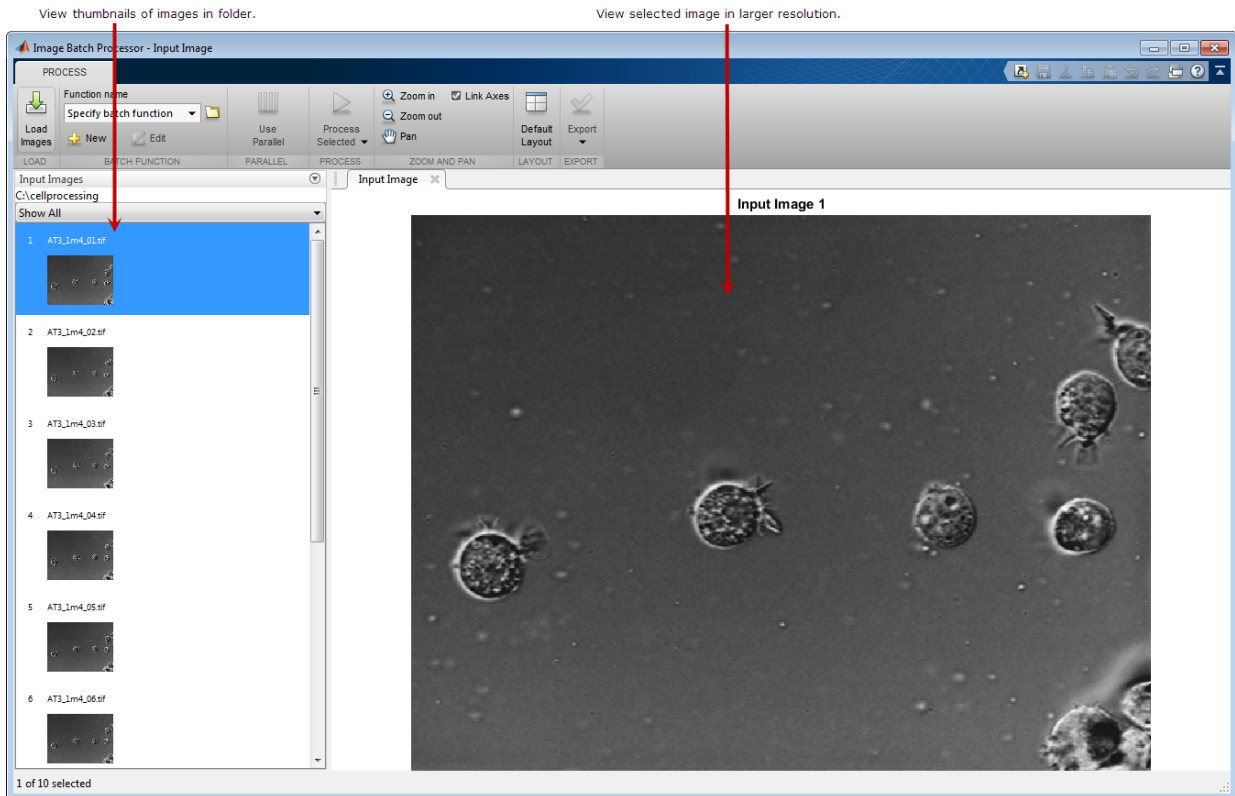 View thumbnails of images in folder.
View selected image in larger resolution.
Image Batch Processor - Input Image
PROCESS
Load Images
Function name
Specify batch function
New
Edit
Use Parallel
Process Selected
Zoom in
Link Axes
Zoom out
Pan
Default Layout
Export
LOAD
BATCH FUNCTION
PARALLEL
PROCESS
ZOOM AND PAN
LAYOUT
EXPORT
Input Images
C:\cellprocessing
Show All
1 AT3_1m4_01.tif
2 AT3_1m4_02.tif
3 AT3_1m4_03.tif
4 AT3_1m4_04.tif
5 AT3_1m4_05.tif
6 AT3_1m4_06.tif
Input Image
Input Image 1
1 of 10 selected